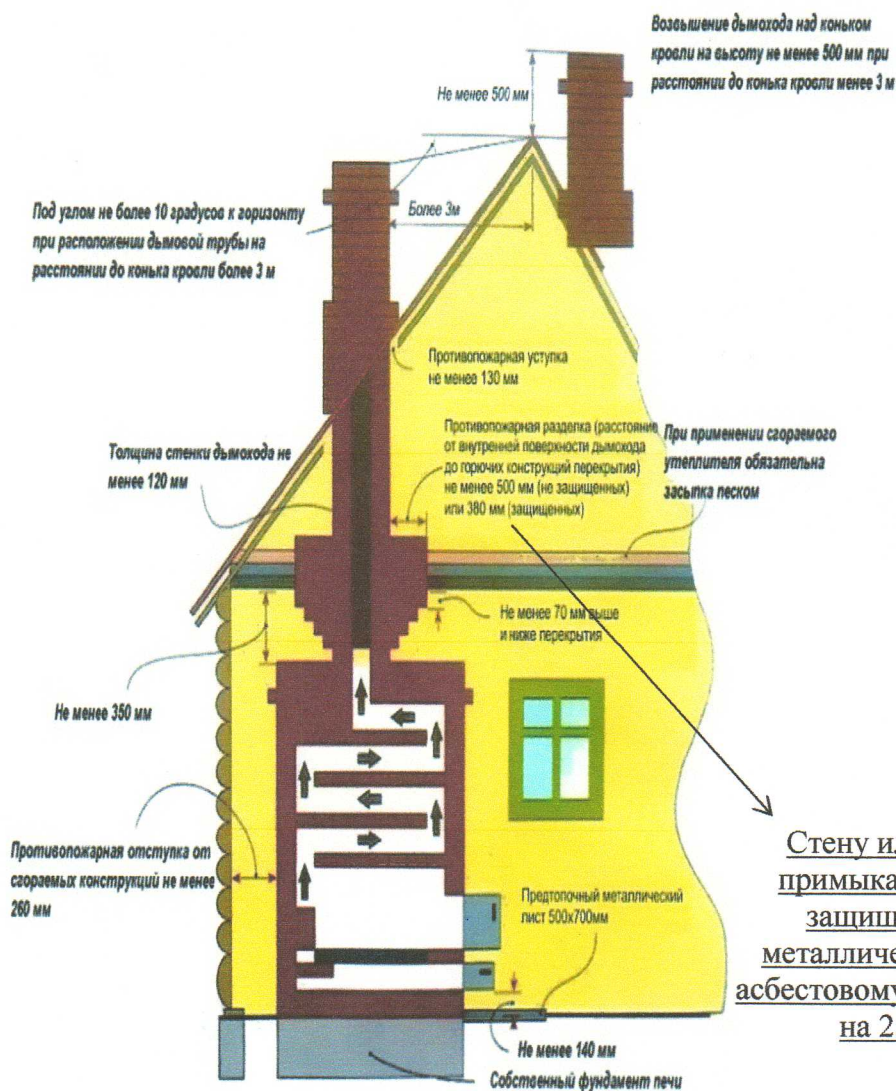 Возвышение дымохода над коньком
кровли на высоту не менее 500 мм при
расстоянии до конька кровли менее 3 м
Не менее 500 мм
Под углом не более 10 градусов к горизонту
при расположении дымовой трубы на
расстоянии до конька кровли более 3 м
Более 3м
Противопожарная уступка
не менее 130 мм
Толщина стенки дымохода не
менее 120 мм
Противопожарная разделка (расстояние
от внутренней поверхности дымохода
до горючих конструкций перекрытия)
не менее 500 мм (не защищенных)
или 380 мм (защищенных)
При применении сгораемого
утеплителя обязательна
засыпка песком
Не менее 70 мм выше
и ниже перекрытия
Не менее 350 мм
Противопожарная отступка от
сгораемых конструкций не менее
260 мм
Предтопочный металлический
лист 500х700мм
Стену
примыка
защищ
металличе
асбестовому
на 2
Не менее 140 мм
Собственный фундамент печи